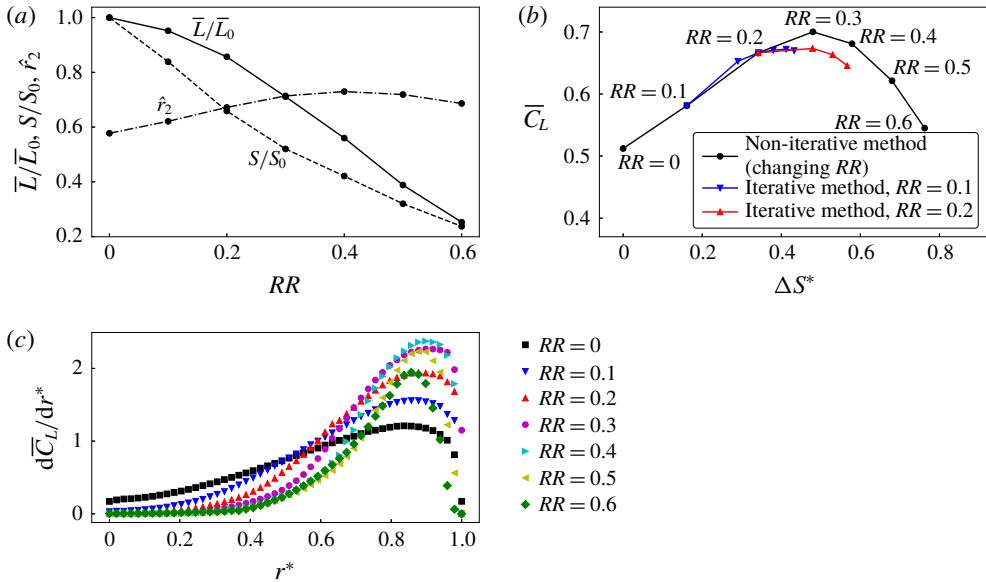 (a)
L̅/L̅₀, S/S₀, r̂₂
1.0
0.8
0.6
0.4
0.2
L̅/L̅₀
r̂₂
S/S₀
0 0.2 0.4 0.6
RR
(b)
C̅_L
0.7
0.6
0.5
0.4
RR = 0
RR = 0.1
RR = 0.2
RR = 0.3
RR = 0.4
RR = 0.5
RR = 0.6
Non-iterative method
(changing RR)
Iterative method, RR = 0.1
Iterative method, RR = 0.2
0 0.2 0.4 0.6 0.8
ΔS*
(c)
dC̅_L/dr*
2
1
0
0 0.2 0.4 0.6 0.8 1.0
r*
RR = 0
RR = 0.1
RR = 0.2
RR = 0.3
RR = 0.4
RR = 0.5
RR = 0.6